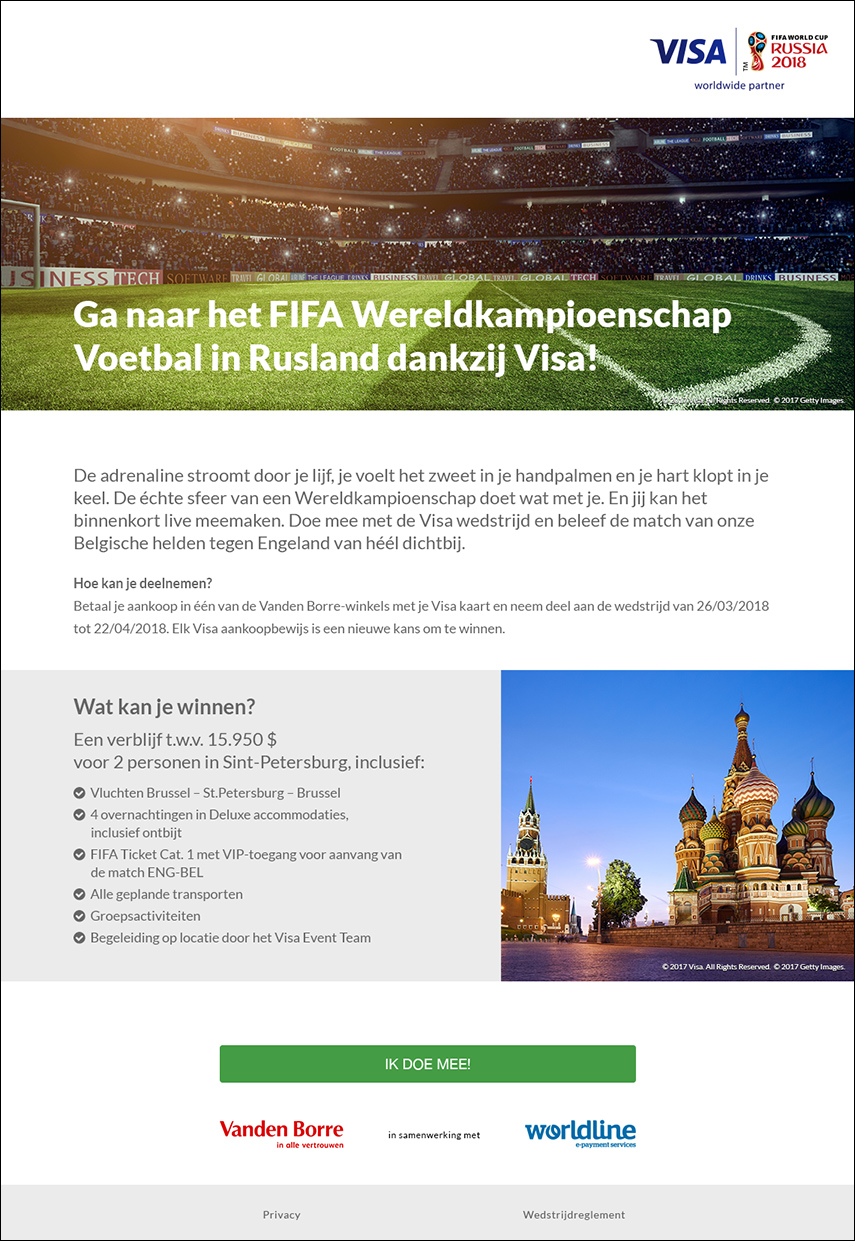 VISA
FIFA WORLD CUP
RUSSIA
2018
TM
worldwide partner
USINESS TECH SOFTWARE TRAVEL GLOBAL THE LEAGUE DRINKS BUSINESS TRAVEL GLOBAL TECH SOFTWARE TRAVEL GLOBAL DRINKS BUSINESS
Ga naar het FIFA Wereldkampioenschap
Voetbal in Rusland dankzij Visa!
Rights Reserved. © 2017 Getty Images.
De adrenaline stroomt door je lijf, je voelt het zweet in je handpalmen en je hart klopt in je
keel. De échte sfeer van een Wereldkampioenschap doet wat met je. En jij kan het
binnenkort live meemaken. Doe mee met de Visa wedstrijd en beleef de match van onze
Belgische helden tegen Engeland van héél dichtbij.
Hoe kan je deelnemen?
Betaal je aankoop in één van de Vanden Borre-winkels met je Visa kaart en neem deel aan de wedstrijd van 26/03/2018
tot 22/04/2018. Elk Visa aankoopbewijs is een nieuwe kans om te winnen.
Wat kan je winnen?
Een verblijf t.w.v. 15.950 $
voor 2 personen in Sint-Petersburg, inclusief:
Vluchten Brussel – St.Petersburg – Brussel
4 overnachtingen in Deluxe accommodaties,
inclusief ontbijt
FIFA Ticket Cat. 1 met VIP-toegang voor aanvang van
de match ENG-BEL
Alle geplande transporten
Groepsactiviteiten
Begeleiding op locatie door het Visa Event Team
© 2017 Visa. All Rights Reserved. © 2017 Getty Images.
IK DOE MEE!
Vanden Borre
in alle vertrouwen
in samenwerking met
worldline
e-payment services
Privacy
Wedstrijdreglement